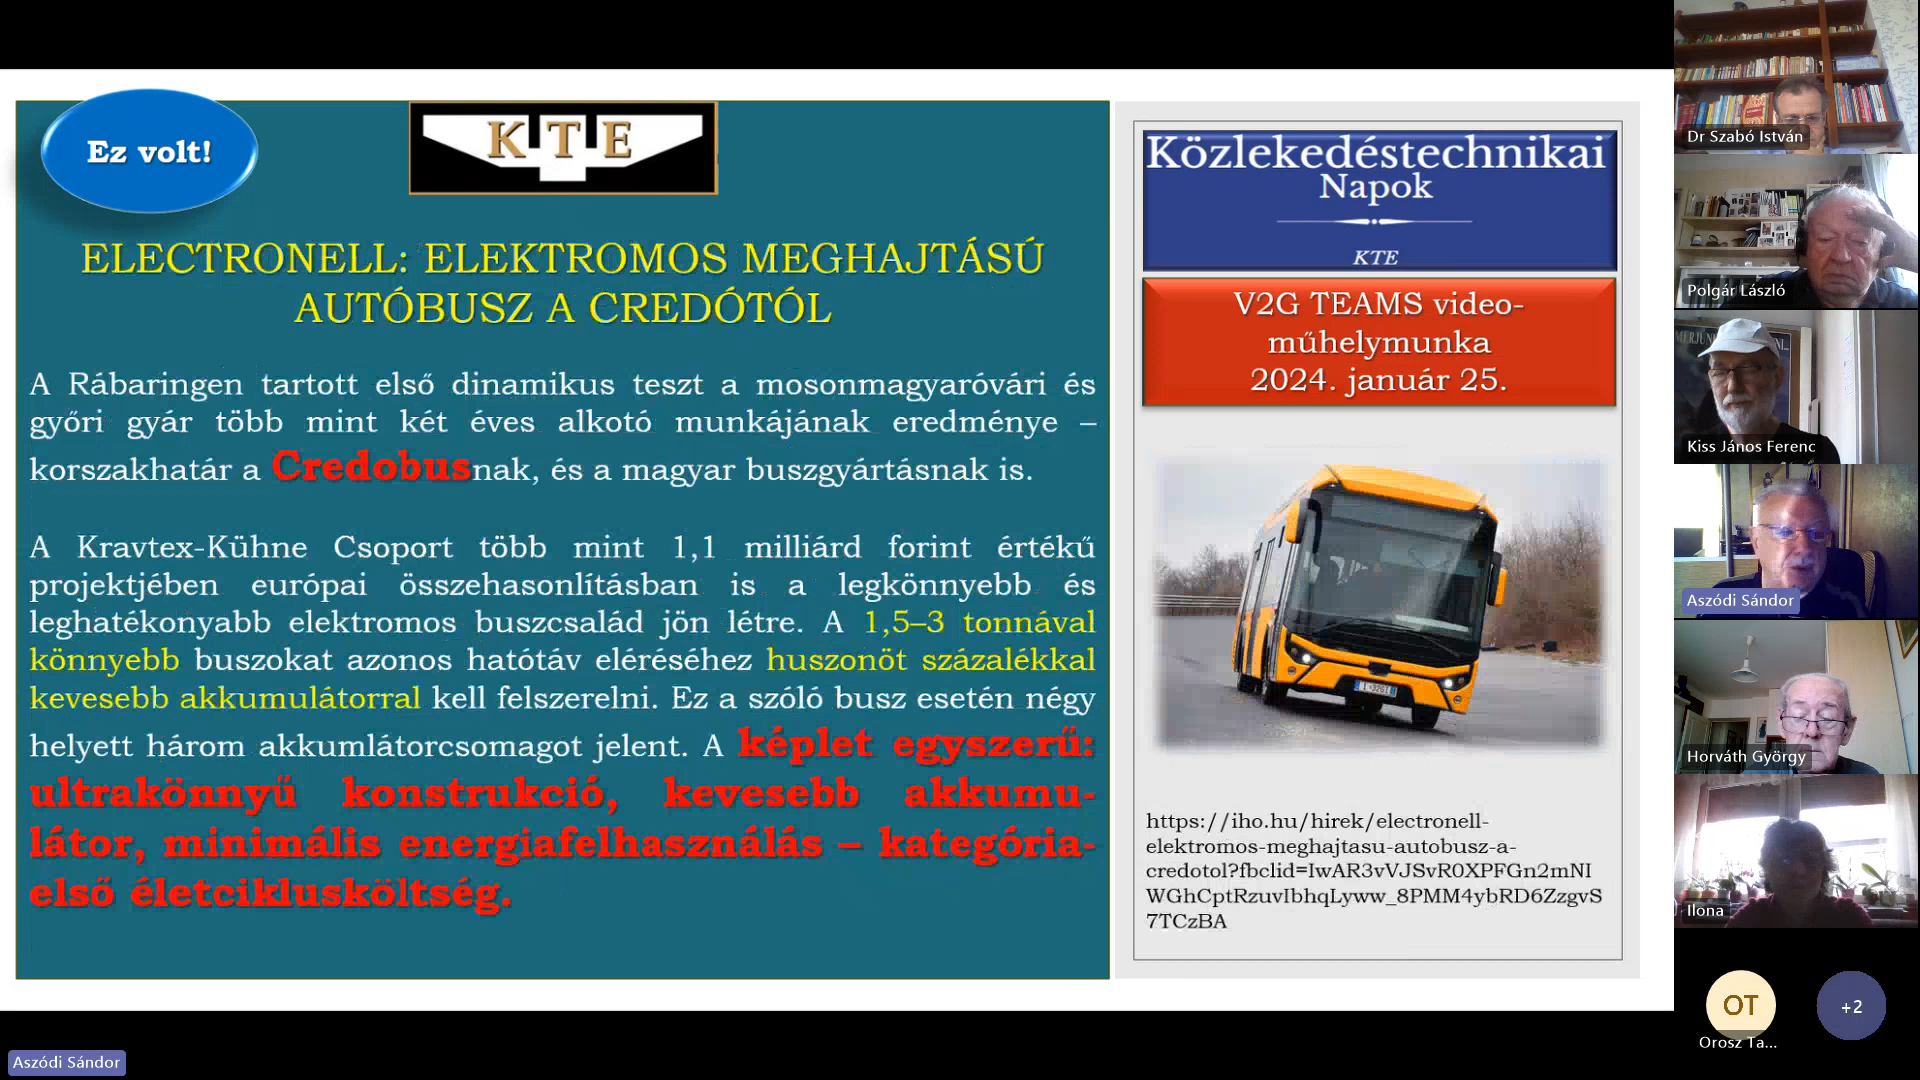 Ez volt!
KTE
ELECTRONELL: ELEKTROMOS MEGHAJTÁSÚ
AUTÓBUSZ A CREDÓTÓL
A Rábaringen tartott első dinamikus teszt a mosonmagyaróvári és
győri gyár több mint két éves alkotó munkájának eredménye –
korszakhatár a Credobusnak, és a magyar buszgyártásnak is.
A Kravtex-Kühne Csoport több mint 1,1 milliárd forint értékű
projektjében európai összehasonlításban is a legkönnyebb és
leghatékonyabb elektromos buszcsalád jön létre. A 1,5–3 tonnával
könnyebb buszokat azonos hatótáv eléréséhez huszonöt százalékkal
kevesebb akkumulátorral kell felszerelni. Ez a szóló busz esetén négy
helyett három akkumlátorcsomagot jelent. A képlet egyszerű:
ultrakönnyű konstrukció, kevesebb akkumu-
látor, minimális energiafelhasználás – kategória-
első életciklusköltség.
Közlekedéstechnikai
Napok
KTE
V2G TEAMS video-
műhelymunka
2024. január 25.
https://iho.hu/hirek/electronell-
elektromos-meghajtasu-autobusz-a-
credotol?fbclid=IwAR3vVJSvR0XPFGn2mNI
WGhCptRzuvIbhqLyww_8PMM4ybRD6ZzgvS
7TCzBA
Dr Szabó István
Polgár László
Kiss János Ferenc
Aszódi Sándor
Horváth György
Ilona
OT
+2
Orosz Ta...
Aszódi Sándor